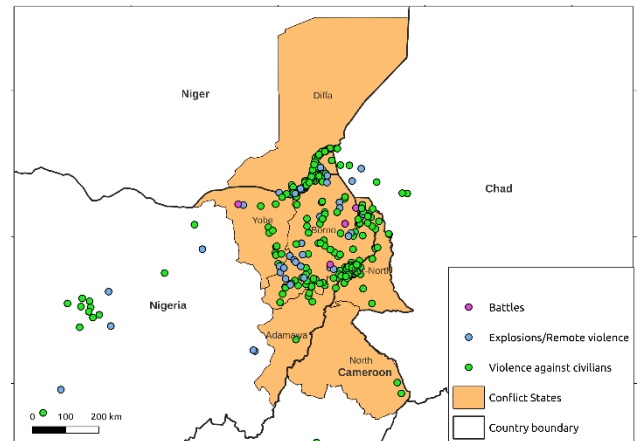 Diffa
Niger
Chad
Yobe
Borno
-North
Nigeria
Adamawa
North
Cameroon
Battles
Explosions/Remote violence
Violence against civilians
Conflict States
Country boundary
0 100 200 km